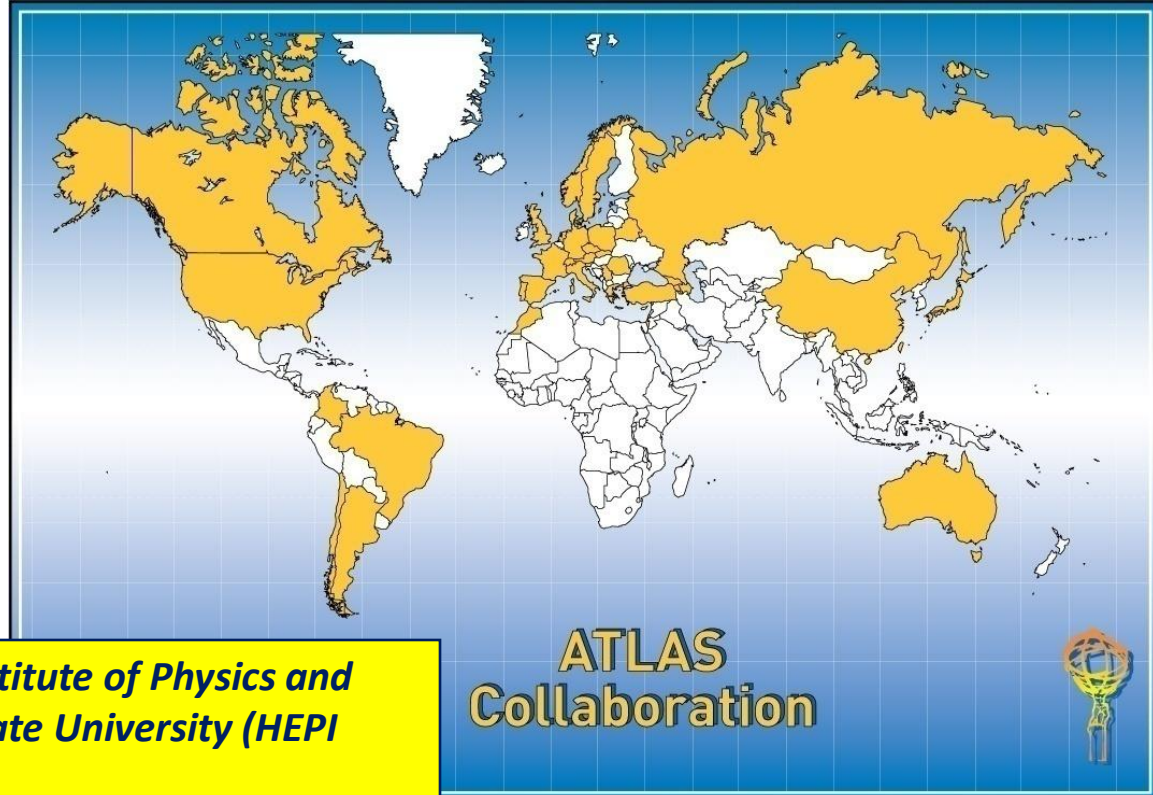 ATLAS
Collaboration
titute of Physics and
ate University (HEPI